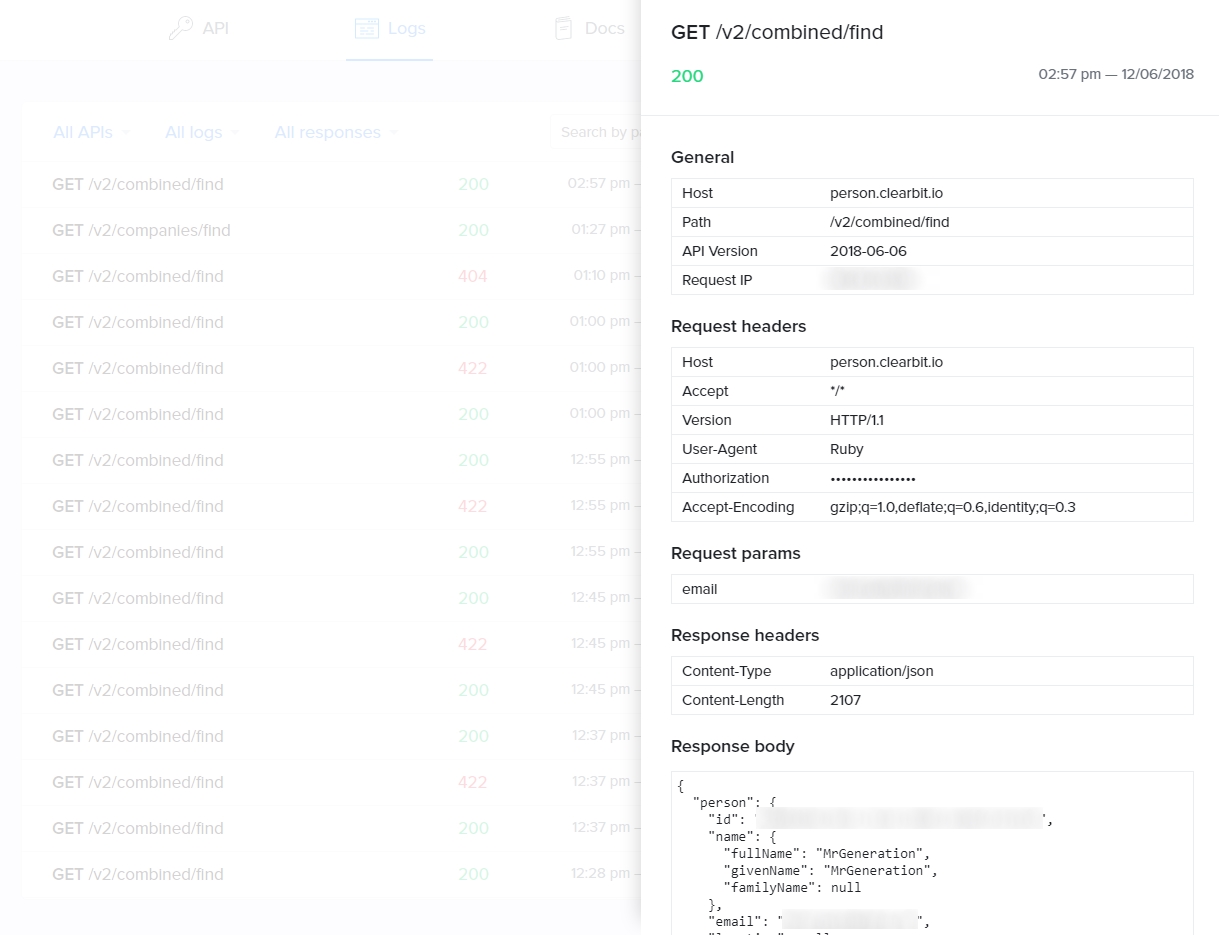 API
Logs
Docs
All APIs
All logs
All responses
Search by
GET /v2/combined/find 200 02:57 pm —
GET /v2/companies/find 200 01:27 pm —
GET /v2/combined/find 404 01:10 pm —
GET /v2/combined/find 200 01:00 pm —
GET /v2/combined/find 422 01:00 pm —
GET /v2/combined/find 200 01:00 pm —
GET /v2/combined/find 200 12:55 pm —
GET /v2/combined/find 422 12:55 pm —
GET /v2/combined/find 200 12:55 pm —
GET /v2/combined/find 200 12:45 pm —
GET /v2/combined/find 422 12:45 pm —
GET /v2/combined/find 200 12:45 pm —
GET /v2/combined/find 200 12:37 pm —
GET /v2/combined/find 422 12:37 pm —
GET /v2/combined/find 200 12:37 pm —
GET /v2/combined/find 200 12:28 pm —
GET /v2/combined/find
200 02:57 pm — 12/06/2018
General
Host person.clearbit.io
Path /v2/combined/find
API Version 2018-06-06
Request IP
Request headers
Host person.clearbit.io
Accept */*
Version HTTP/1.1
User-Agent Ruby
Authorization ••••••••••••••••
Accept-Encoding gzip;q=1.0,deflate;q=0.6,identity;q=0.3
Request params
email
Response headers
Content-Type application/json
Content-Length 2107
Response body
{
"person": {
"id": "",
"name": {
"fullName": "MrGeneration",
"givenName": "MrGeneration",
"familyName": null
},
"email": "",